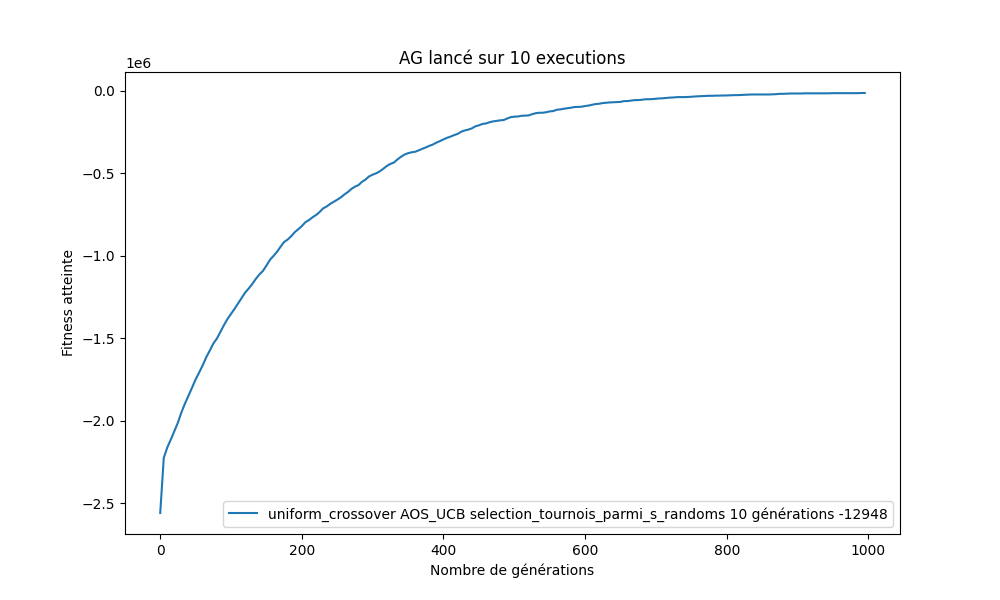 AG lancé sur 10 executions
1e6
0.0
−0.5
−1.0
−1.5
−2.0
−2.5
Fitness atteinte
uniform_crossover AOS_UCB selection_tournois_parmi_s_randoms 10 générations -12948
0 200 400 600 800 1000
Nombre de générations